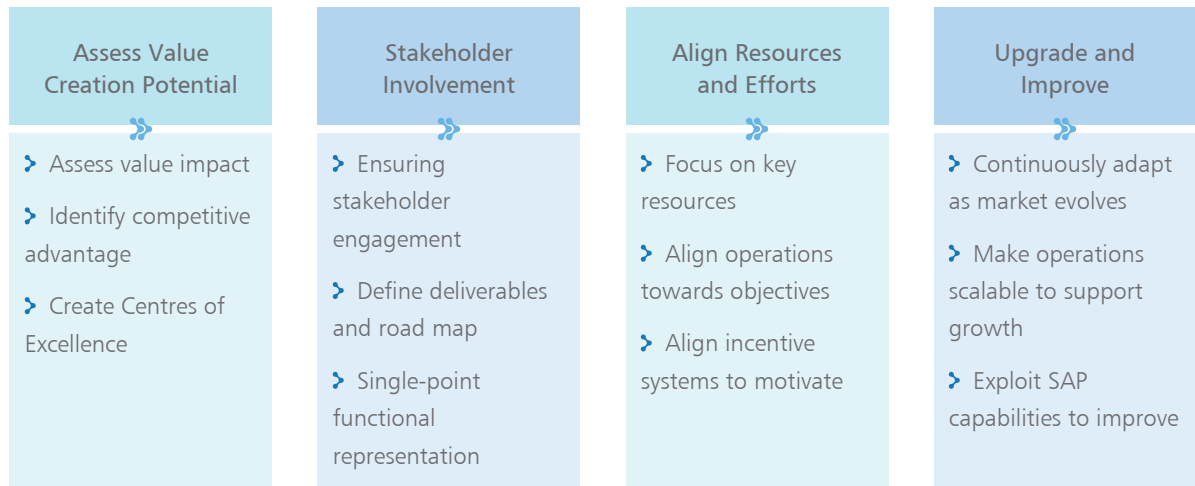 Assess Value
Creation Potential
Assess value impact
Identify competitive
advantage
Create Centres of
Excellence
Stakeholder
Involvement
Ensuring
stakeholder
engagement
Define deliverables
and road map
Single-point
functional
representation
Align Resources
and Efforts
Focus on key
resources
Align operations
towards objectives
Align incentive
systems to motivate
Upgrade and
Improve
Continuously adapt
as market evolves
Make operations
scalable to support
growth
Exploit SAP
capabilities to improve